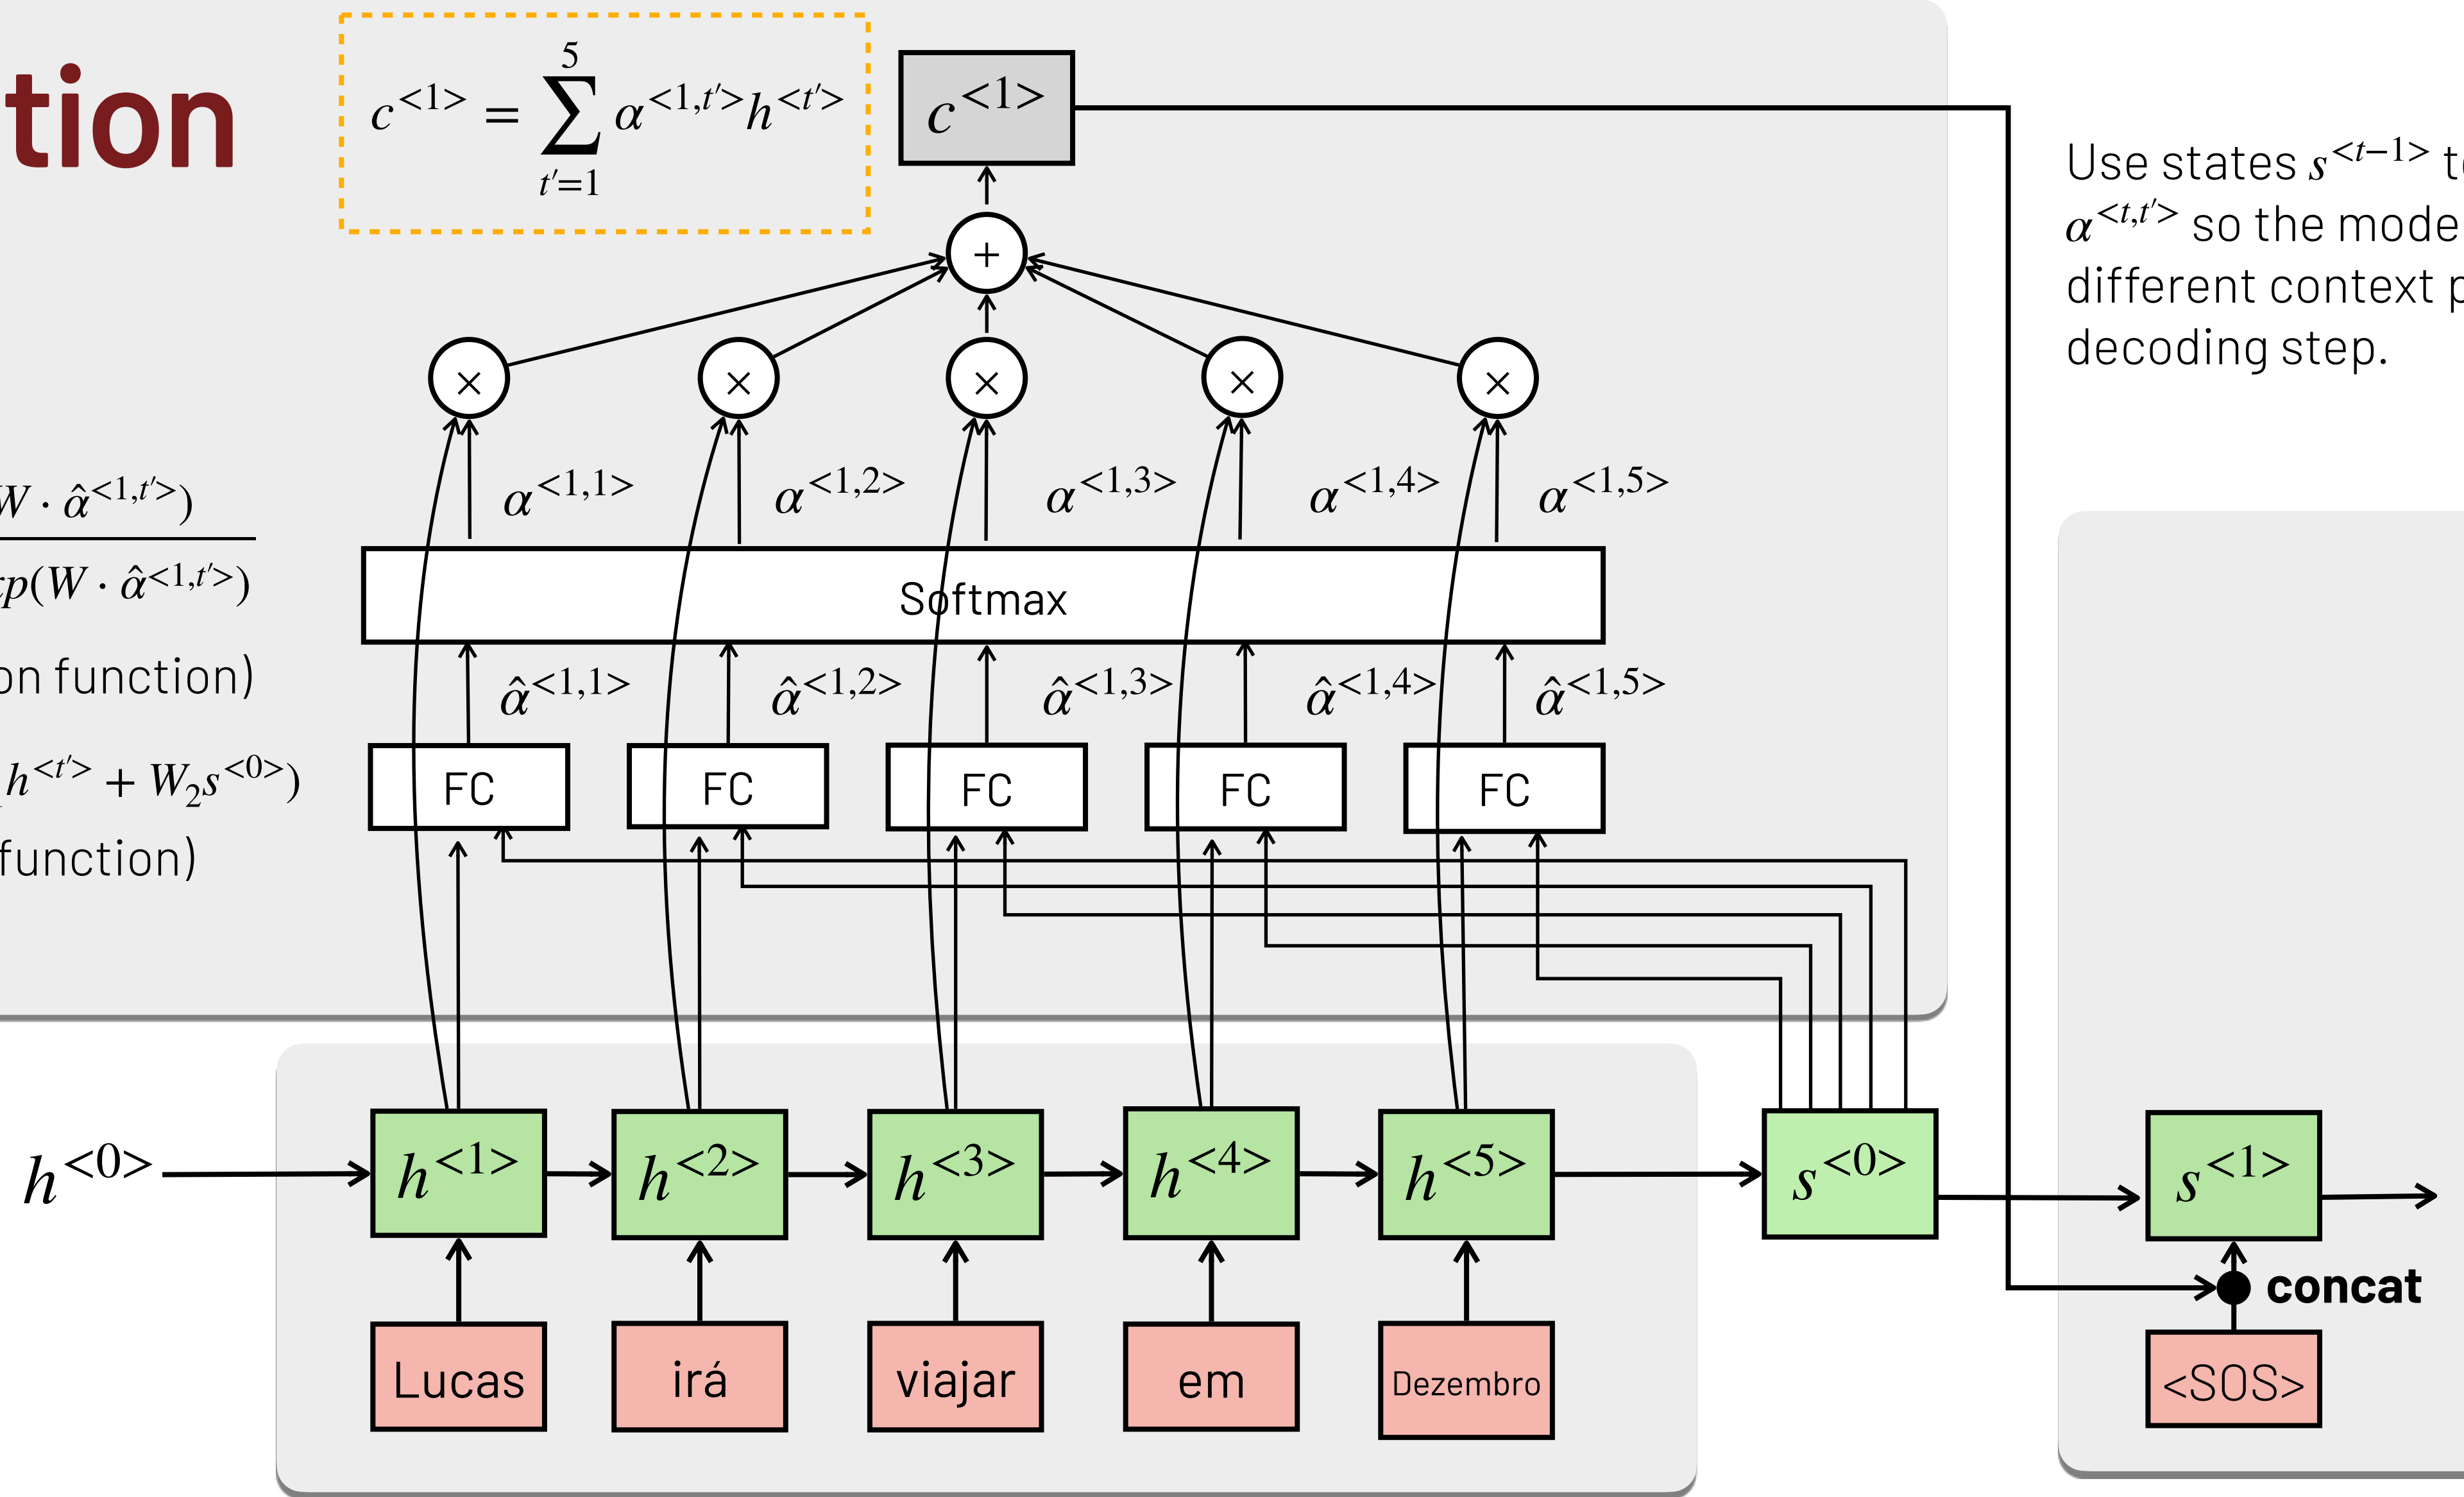 tion
c^{<1>} = \sum_{t'=1}^{5} α^{<1,t'>} h^{<t'>}
c^{<1>}
Use states s^{<t−1>}
α^{<t,t'>} so the mode
different context
decoding step.
+
× × × × ×
α^{<1,1>} α^{<1,2>} α^{<1,3>} α^{<1,4>} α^{<1,5>}
W · α̂^{<1,t'>})
p(W · α̂^{<1,t'>})
Softmax
on function)
α̂^{<1,1>} α̂^{<1,2>} α̂^{<1,3>} α̂^{<1,4>} α̂^{<1,5>}
h^{<t'>} + W_2 s^{<0>})
FC FC FC FC FC
function)
h^{<0>} h^{<1>} h^{<2>} h^{<3>} h^{<4>} h^{<5>} s^{<0>} s^{<1>}
concat
Lucas irá viajar em Dezembro <SOS>